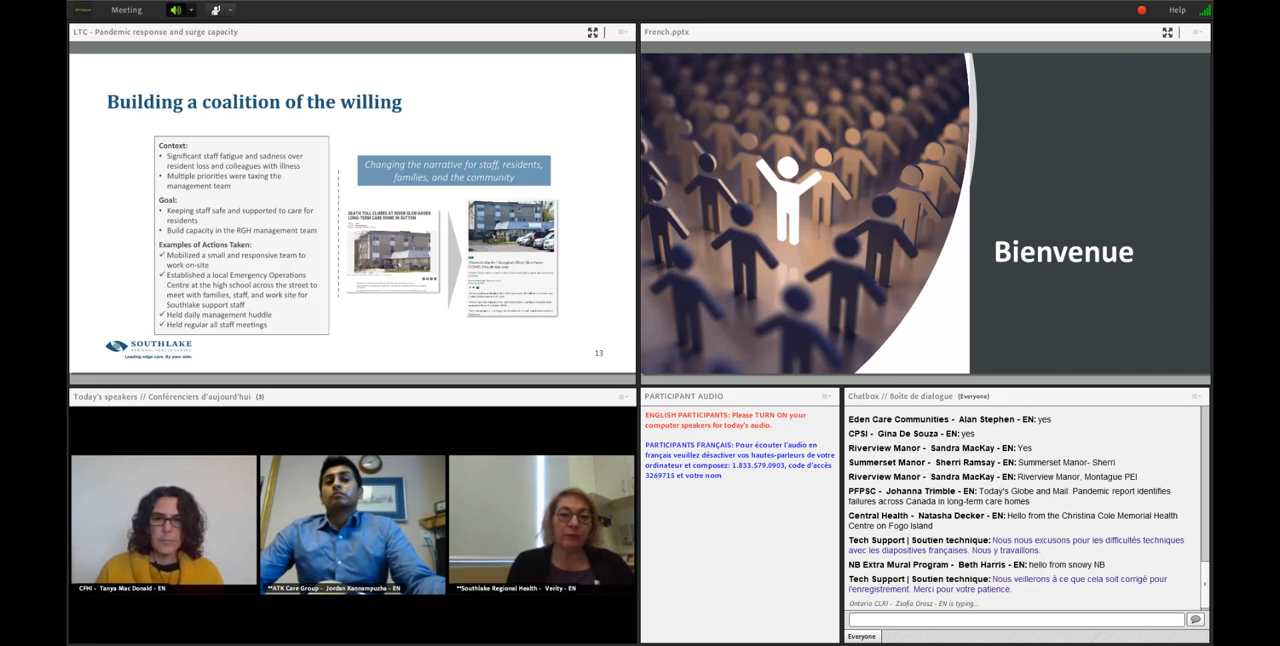 Meeting
Help
LTC - Pandemic response and surge capacity
Building a coalition of the willing
Context:
• Significant staff fatigue and sadness over
resident loss and colleagues with illness
• Multiple priorities were taxing the
management team
Goal:
• Keeping staff safe and supported to care for
residents
• Build capacity in the RGH management team
Examples of Actions Taken:
✓ Mobilized a small and responsive team to
work on-site
✓ Established a local Emergency Operations
Centre at the high school across the street to
meet with families, staff, and work site for
Southlake support staff
✓ Held daily management huddle
✓ Held regular all staff meetings
Changing the narrative for staff, residents,
families, and the community
DEATH TOLL CLIMBS AT RIVER GLEN HAVEN
LONG-TERM CARE HOME IN SUTTON
SOUTHLAKE
REGIONAL HEALTH CENTRE
Leading edge care. By your side.
13
French.pptx
Bienvenue
Today's speakers // Conférenciers d'aujourd'hui (3)
CFHI - Tanya Mac Donald - EN
**ATK Care Group - Jordan Kannampuzha - EN
**Southlake Regional Health - Verity - EN
PARTICIPANT AUDIO
ENGLISH PARTICIPANTS: Please TURN ON your
computer speakers for today's audio.
PARTICIPANTS FRANÇAIS: Pour écouter l'audio en
français veuillez désactiver vos hautes-parleurs de votre
ordinateur et composez: 1.833.579.0903, code d'accès
3269715 et votre nom
Chatbox // Boîte de dialogue (Everyone)
Eden Care Communities - Alan Stephen - EN: yes
CPSI - Gina De Souza - EN: yes
Riverview Manor - Sandra MacKay - EN: Yes
Summerset Manor - Sherri Ramsay - EN: Summerset Manor- Sherri
Riverview Manor - Sandra MacKay - EN: Riverview Manor, Montague PEI
PFPSC - Johanna Trimble - EN: Today's Globe and Mail: Pandemic report identifies
failures across Canada in long-term care homes
Central Health - Natasha Decker - EN: Hello from the Christina Cole Memorial Health
Centre on Fogo Island
Tech Support | Soutien technique: Nous nous excusons pour les difficultés techniques
avec les diapositives françaises. Nous y travaillons.
NB Extra Mural Program - Beth Harris - EN: hello from snowy NB
Tech Support | Soutien technique: Nous veillerons à ce que cela soit corrigé pour
l'enregistrement. Merci pour votre patience.
Ontario CLRI - Zsofia Orosz - EN is typing...
Everyone